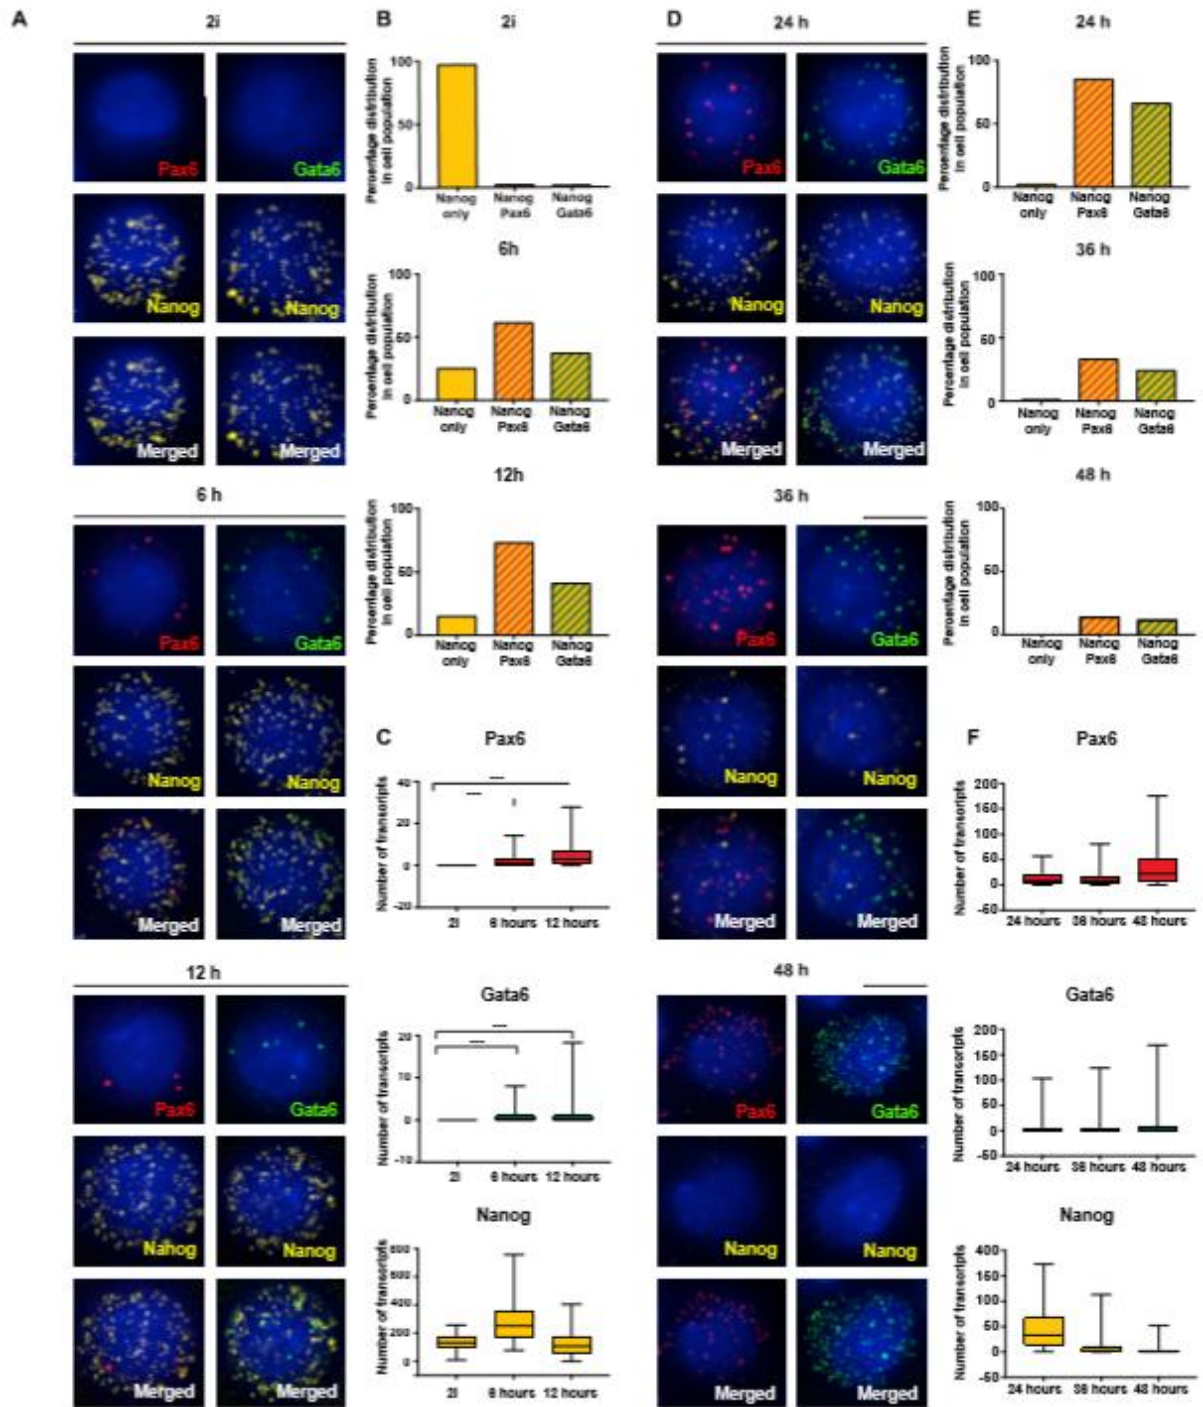 A
2i
Pax6
Gata6
Nanog
Nanog
Merged
Merged
6 h
Pax6
Gata6
Nanog
Nanog
Merged
Merged
12 h
Pax6
Gata6
Nanog
Nanog
Merged
Merged
B
2i
Percentage distribution
in cell population
100
50
0
Nanog only
Nanog Pax6
Nanog Gata6
6h
Percentage distribution
in cell population
100
50
0
Nanog only
Nanog Pax6
Nanog Gata6
12h
Percentage distribution
in cell population
100
50
0
Nanog only
Nanog Pax6
Nanog Gata6
C
Pax6
Number of transcripts
40
20
0
-20
2i
6 hours
12 hours
Gata6
Number of transcripts
20
10
0
-10
2i
6 hours
12 hours
Nanog
Number of transcripts
800
600
400
200
0
2i
6 hours
12 hours
D
24 h
Pax6
Gata6
Nanog
Nanog
Merged
Merged
36 h
Pax6
Gata6
Nanog
Nanog
Merged
Merged
48 h
Pax6
Gata6
Nanog
Nanog
Merged
Merged
E
24 h
Percentage distribution
in cell population
100
50
0
Nanog only
Nanog Pax6
Nanog Gata6
36 h
Percentage distribution
in cell population
100
50
0
Nanog only
Nanog Pax6
Nanog Gata6
48 h
Percentage distribution
in cell population
100
50
0
Nanog only
Nanog Pax6
Nanog Gata6
F
Pax6
Number of transcripts
200
150
100
50
0
-50
24 hours
36 hours
48 hours
Gata6
Number of transcripts
200
150
100
50
0
-50
24 hours
36 hours
48 hours
Nanog
Number of transcripts
400
150
100
50
0
-50
24 hours
36 hours
48 hours